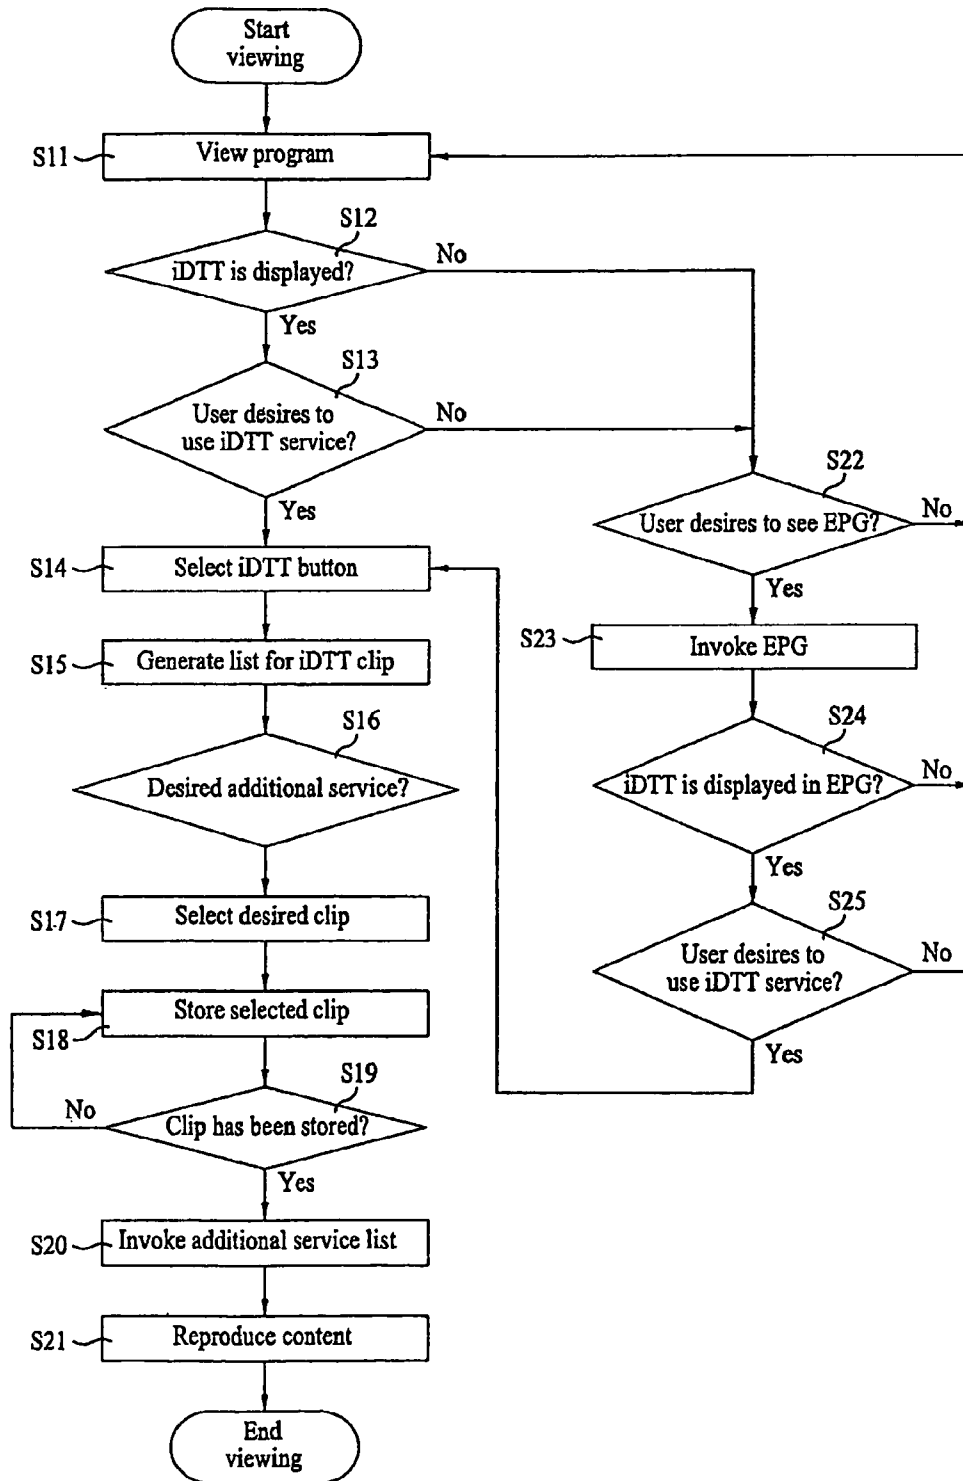 Start
viewing
S11
View program
S12
iDTT is displayed?
No
Yes
S13
User desires to
use iDTT service?
No
Yes
S14
Select iDTT button
S15
Generate list for iDTT clip
S16
Desired additional service?
S17
Select desired clip
S18
Store selected clip
S19
Clip has been stored?
No
Yes
S20
Invoke additional service list
S21
Reproduce content
End
viewing
S22
User desires to see EPG?
No
Yes
S23
Invoke EPG
S24
iDTT is displayed in EPG?
No
Yes
S25
User desires to
use iDTT service?
No
Yes